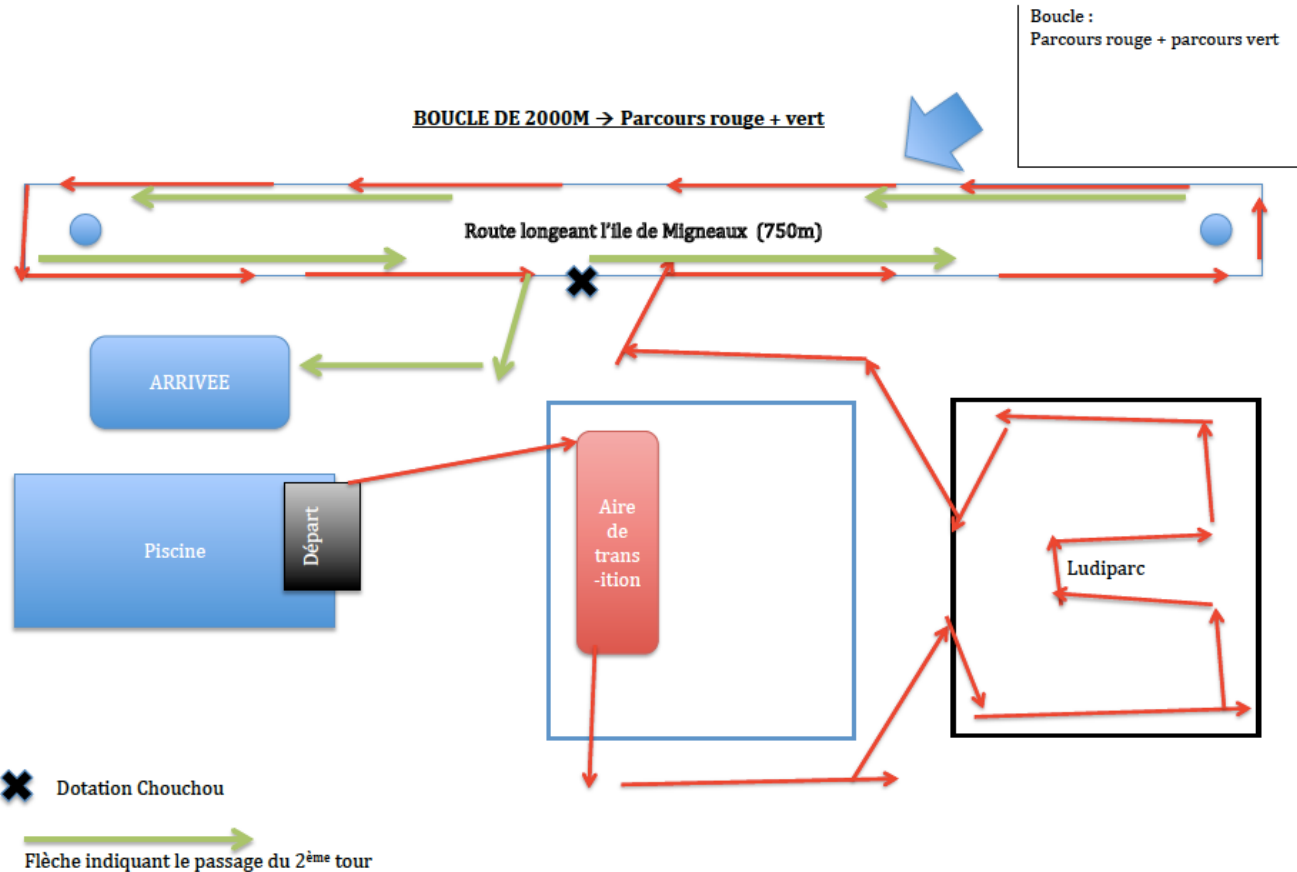 Boucle :
Parcours rouge + parcours vert
BOUCLE DE 2000M → Parcours rouge + vert
Route longeant l'ile de Migneaux (750m)
ARRIVEE
Piscine
Départ
Aire
de
trans
-ition
Ludiparc
Dotation Chouchou
Flèche indiquant le passage du 2ème tour